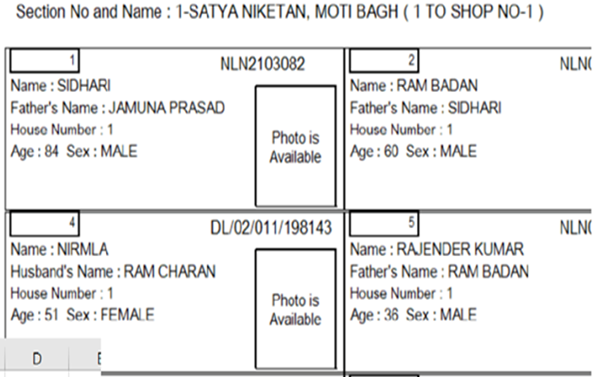 Section No and Name : 1-SATYA NIKETAN, MOTI BAGH ( 1 TO SHOP NO-1 )
1
NLN2103082
Name : SIDHARI
Father's Name : JAMUNA PRASAD
House Number : 1
Age : 84 Sex : MALE
Photo is
Available
2
NLN
Name : RAM BADAN
Father's Name : SIDHARI
House Number : 1
Age : 60 Sex : MALE
4
DL/02/011/198143
Name : NIRMLA
Husband's Name : RAM CHARAN
House Number : 1
Age : 51 Sex : FEMALE
Photo is
Available
5
NLN
Name : RAJENDER KUMAR
Father's Name : RAM BADAN
House Number : 1
Age : 36 Sex : MALE
D